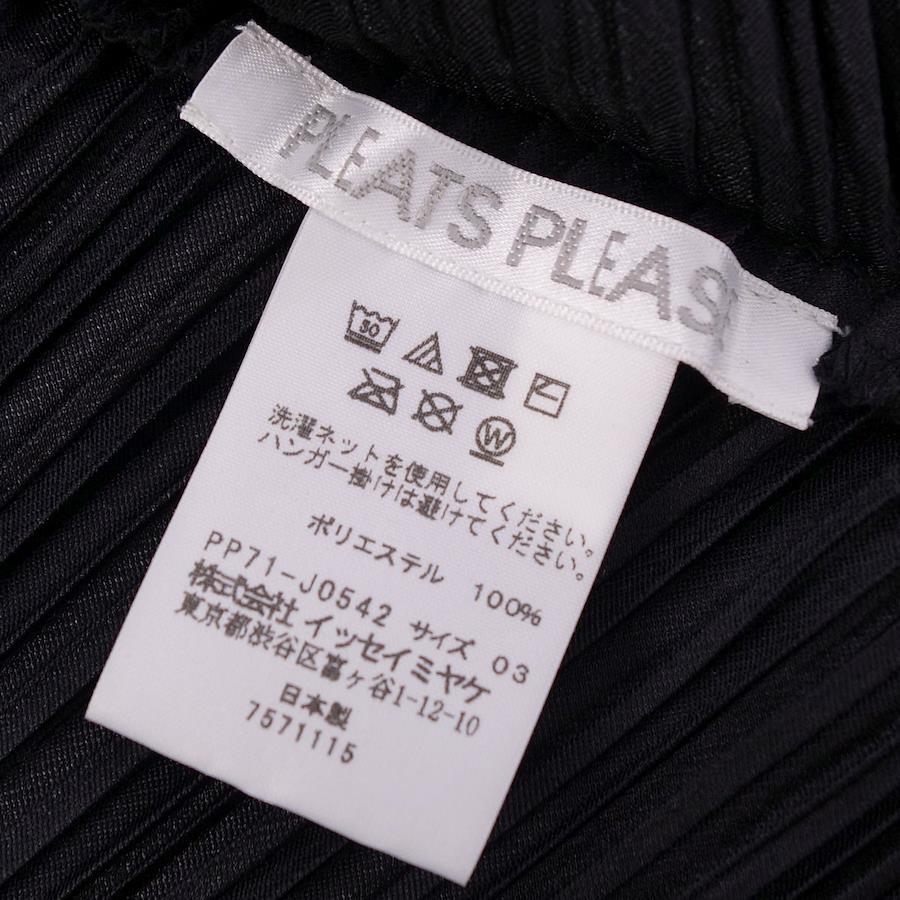 PLEATS PLEAS
30
W
洗濯ネットを使用してください。
ハンガー掛けは避けてください。
ポリエステル 100%
PP71-J0542 サイズ 03
株式会社 イッセイミヤケ
東京都渋谷区富ヶ谷1-12-10
日本製
7571115